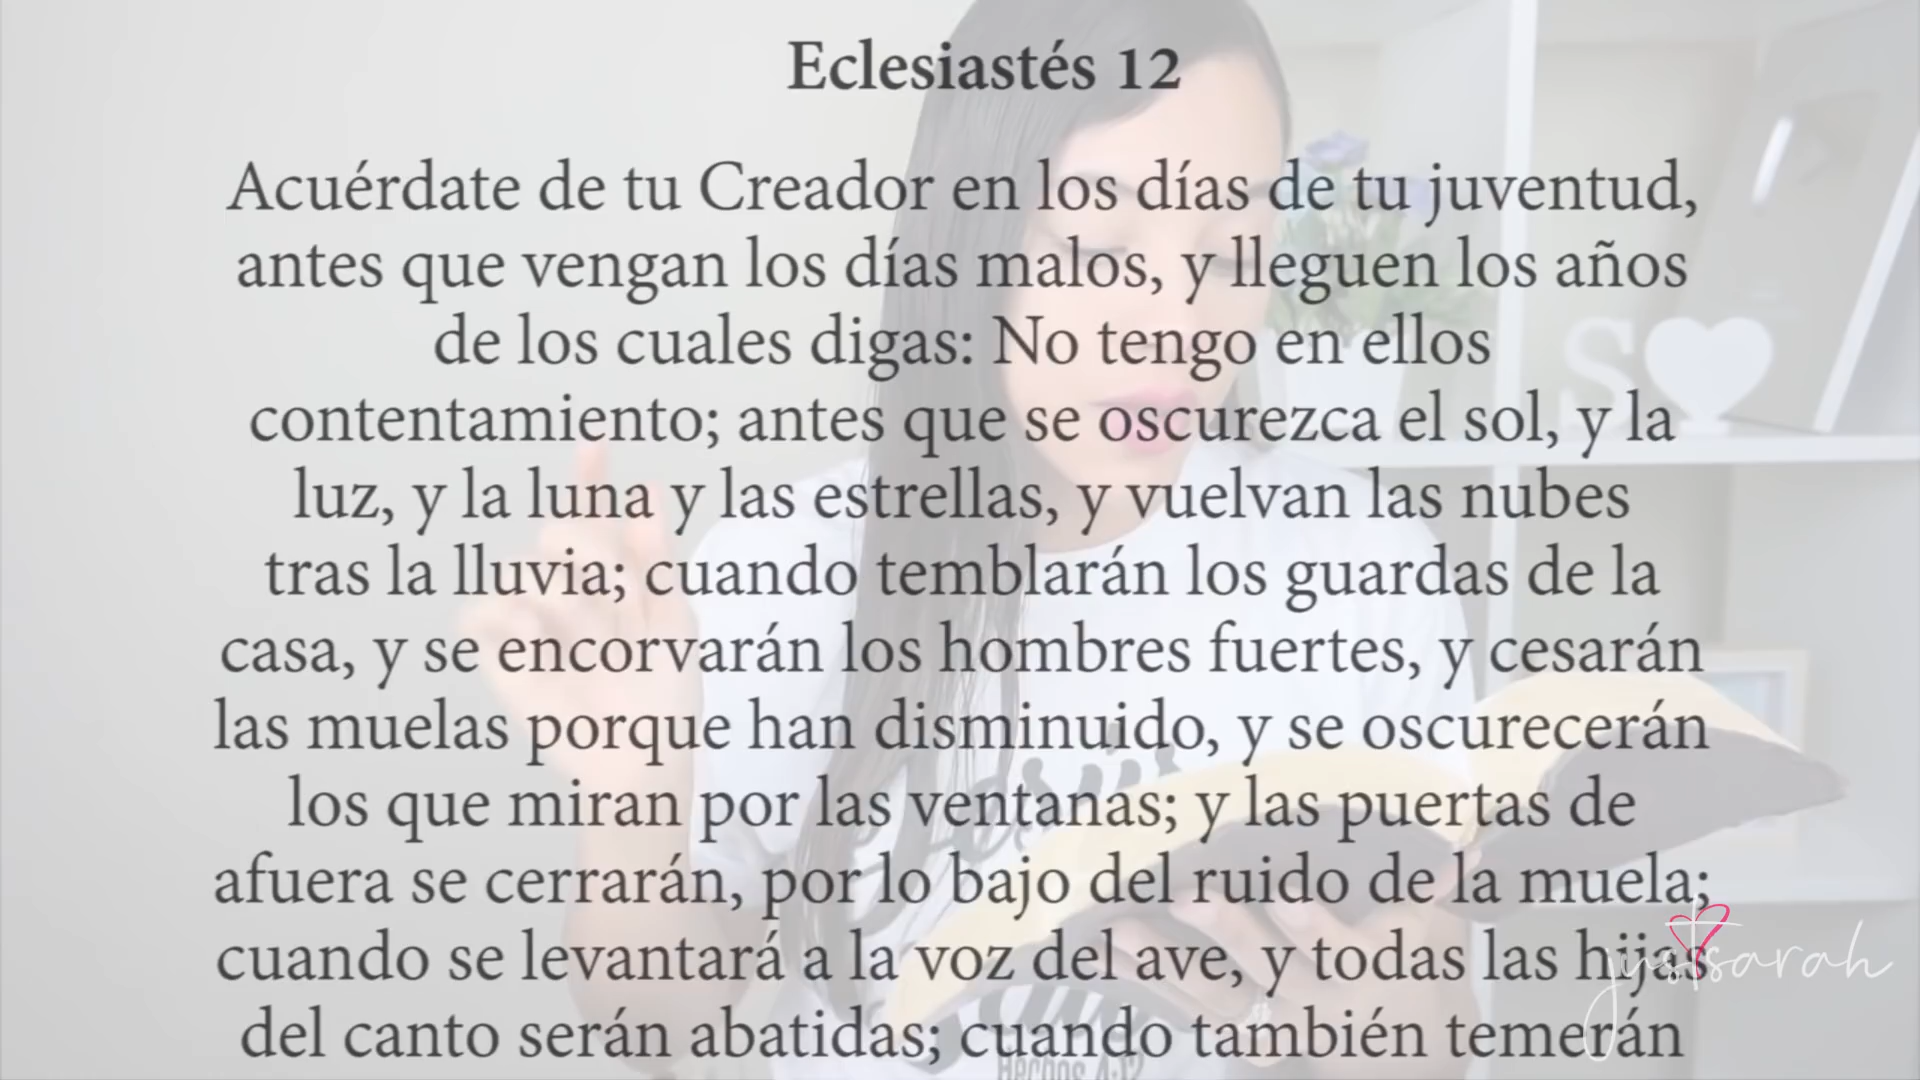 Eclesiastés 12
Acuérdate de tu Creador en los días de tu juventud,
antes que vengan los días malos, y lleguen los años
de los cuales digas: No tengo en ellos
contentamiento; antes que se oscurezca el sol, y la
luz, y la luna y las estrellas, y vuelvan las nubes
tras la lluvia; cuando temblarán los guardas de la
casa, y se encorvarán los hombres fuertes, y cesarán
las muelas porque han disminuido, y se oscurecerán
los que miran por las ventanas; y las puertas de
afuera se cerrarán, por lo bajo del ruido de la muela;
cuando se levantará a la voz del ave, y todas las hijas
del canto serán abatidas; cuando también temerán
justsarah
S
Hechos 4:12